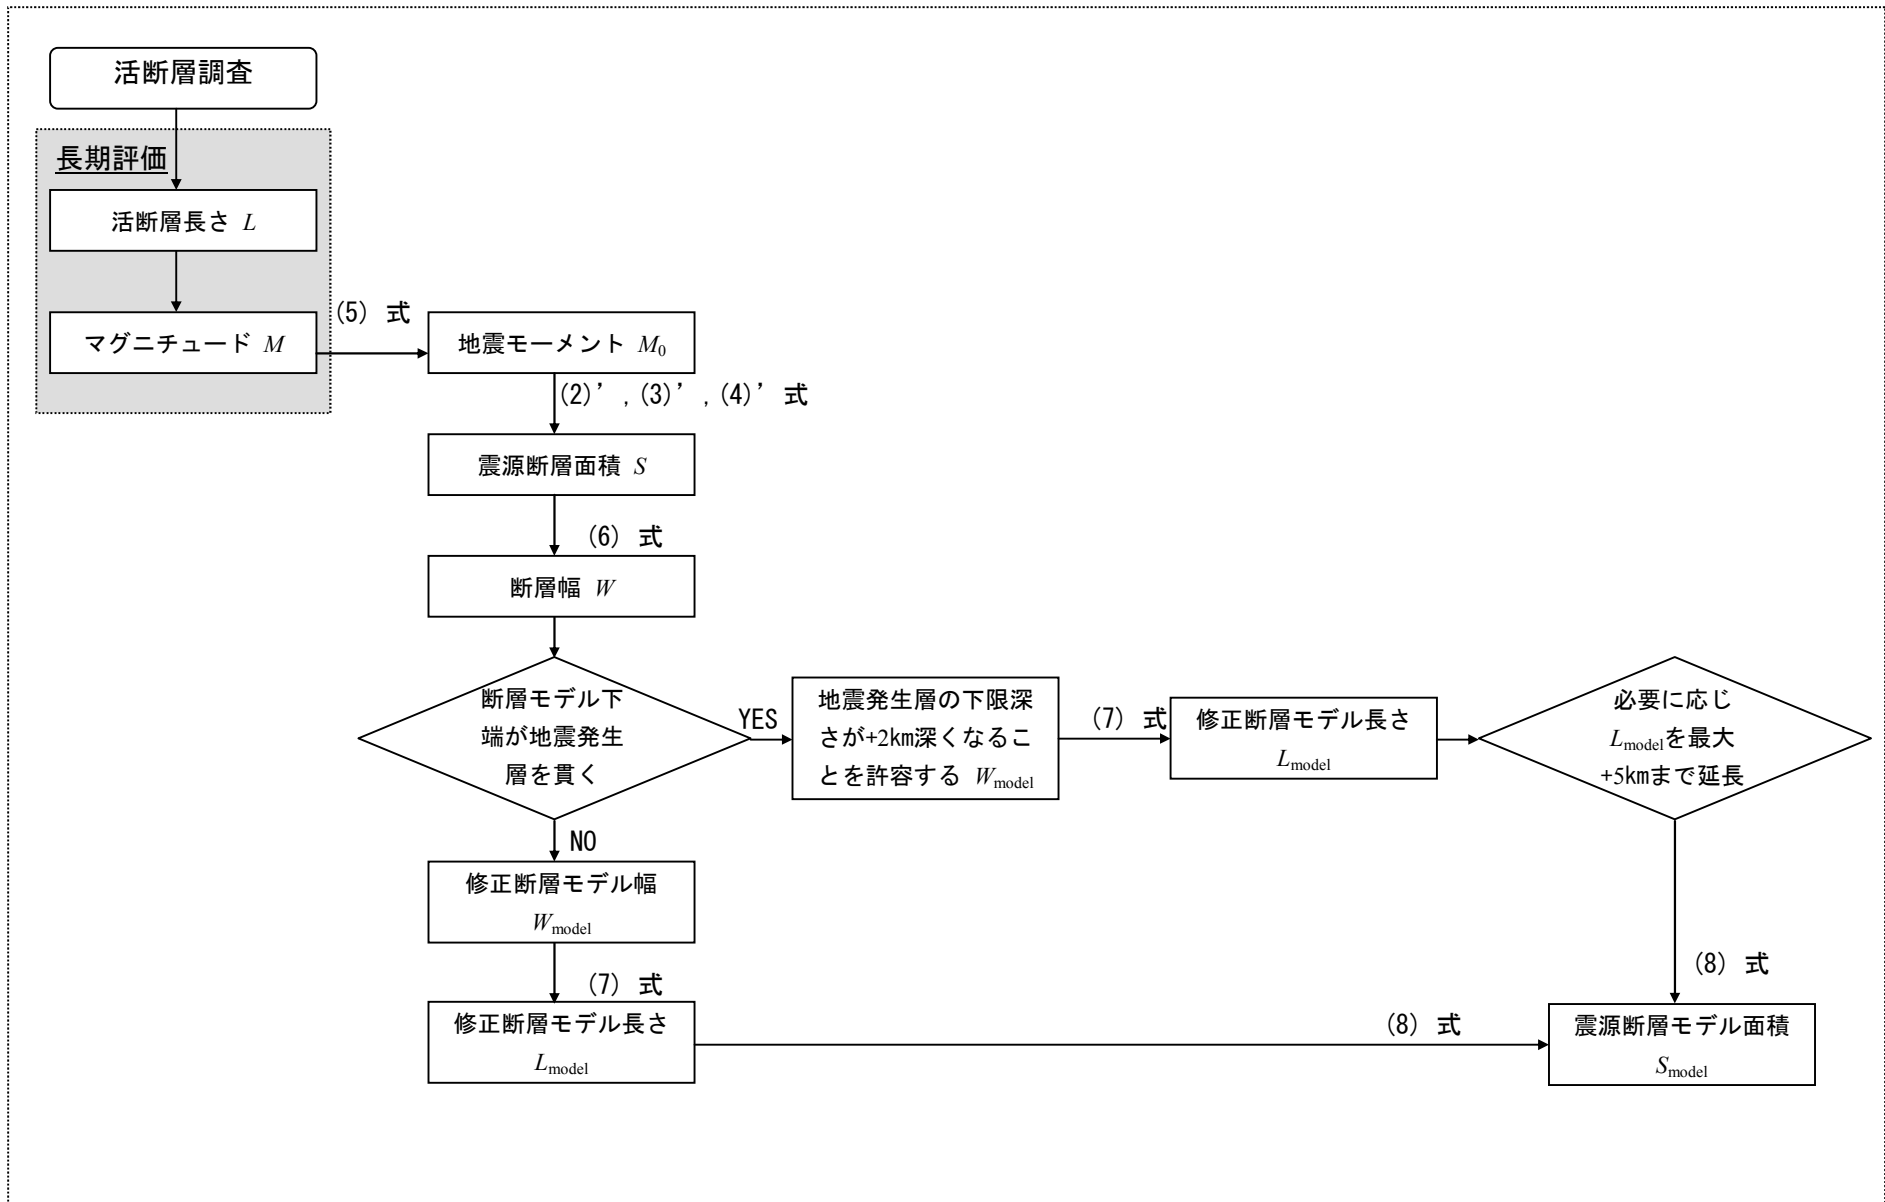 活断層調査
長期評価
活断層長さ L
マグニチュード M
(5) 式
地震モーメント M0
(2)’, (3)’, (4)’ 式
震源断層面積 S
(6) 式
断層幅 W
断層モデル下
端が地震発生
層を貫く
YES
地震発生層の下限深
さが+2km深くなるこ
とを許容する Wmodel
(7) 式
修正断層モデル長さ
Lmodel
必要に応じ
Lmodelを最大
+5kmまで延長
NO
修正断層モデル幅
Wmodel
(7) 式
修正断層モデル長さ
Lmodel
(8) 式
(8) 式
震源断層モデル面積
Smodel